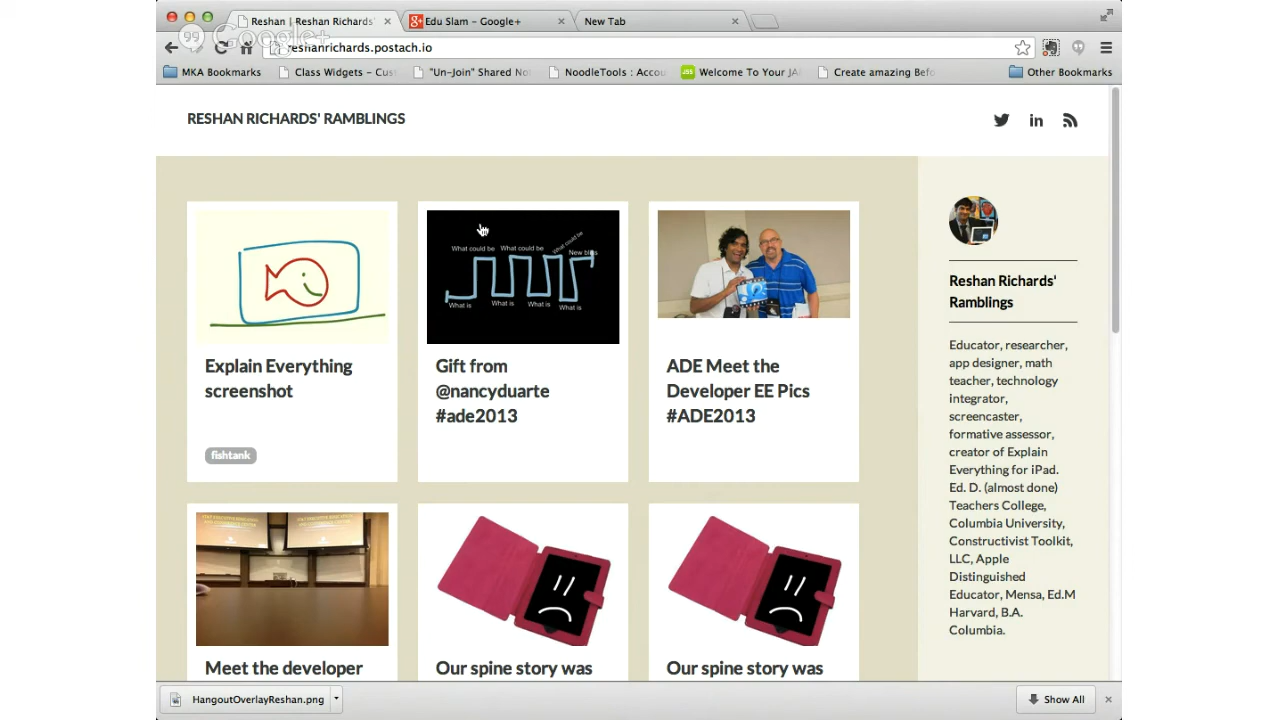 Reshan | Reshan Richards'
Edu Slam - Google+
New Tab
Google+
reshanrichards.postach.io
MKA Bookmarks
Class Widgets - Cus
"Un-Join" Shared No
NoodleTools : Accou
JSS
Welcome To Your JA
Create amazing Befo
Other Bookmarks
RESHAN RICHARDS' RAMBLINGS
in
What could be
What could be
What could be
New bliss
What is
What is
What is
What is
Explain Everything
screenshot
fishtank
Gift from
@nancyduarte
#ade2013
ADE Meet the
Developer EE Pics
#ADE2013
Reshan Richards'
Ramblings
Educator, researcher,
app designer, math
teacher, technology
integrator,
screencaster,
formative assessor,
creator of Explain
Everything for iPad.
Ed. D. (almost done)
Teachers College,
Columbia University,
Constructivist Toolkit,
LLC, Apple
Distinguished
Educator, Mensa, Ed.M
Harvard, B.A.
Columbia.
Meet the developer
Our spine story was
Our spine story was
HangoutOverlayReshan.png
Show All